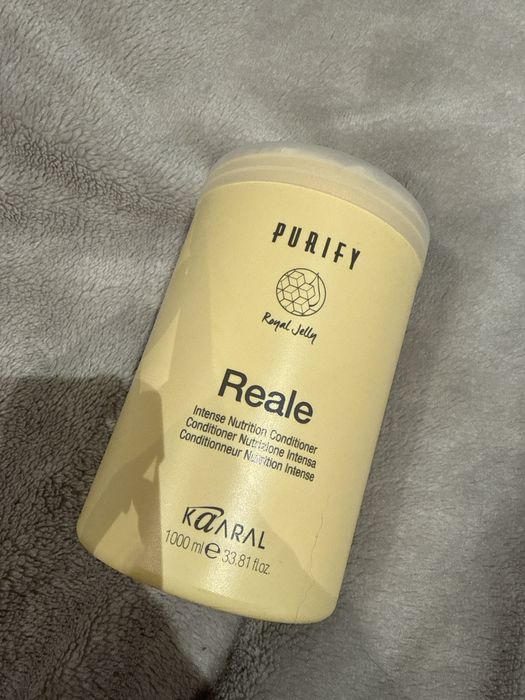 PURIFY
Royal Jelly
Reale
Intense Nutrition Conditioner
Conditioner Nutrizione Intensa
Conditionneur Nutrition Intense
KAARAL
1000 ml e 33.81 fl.oz.